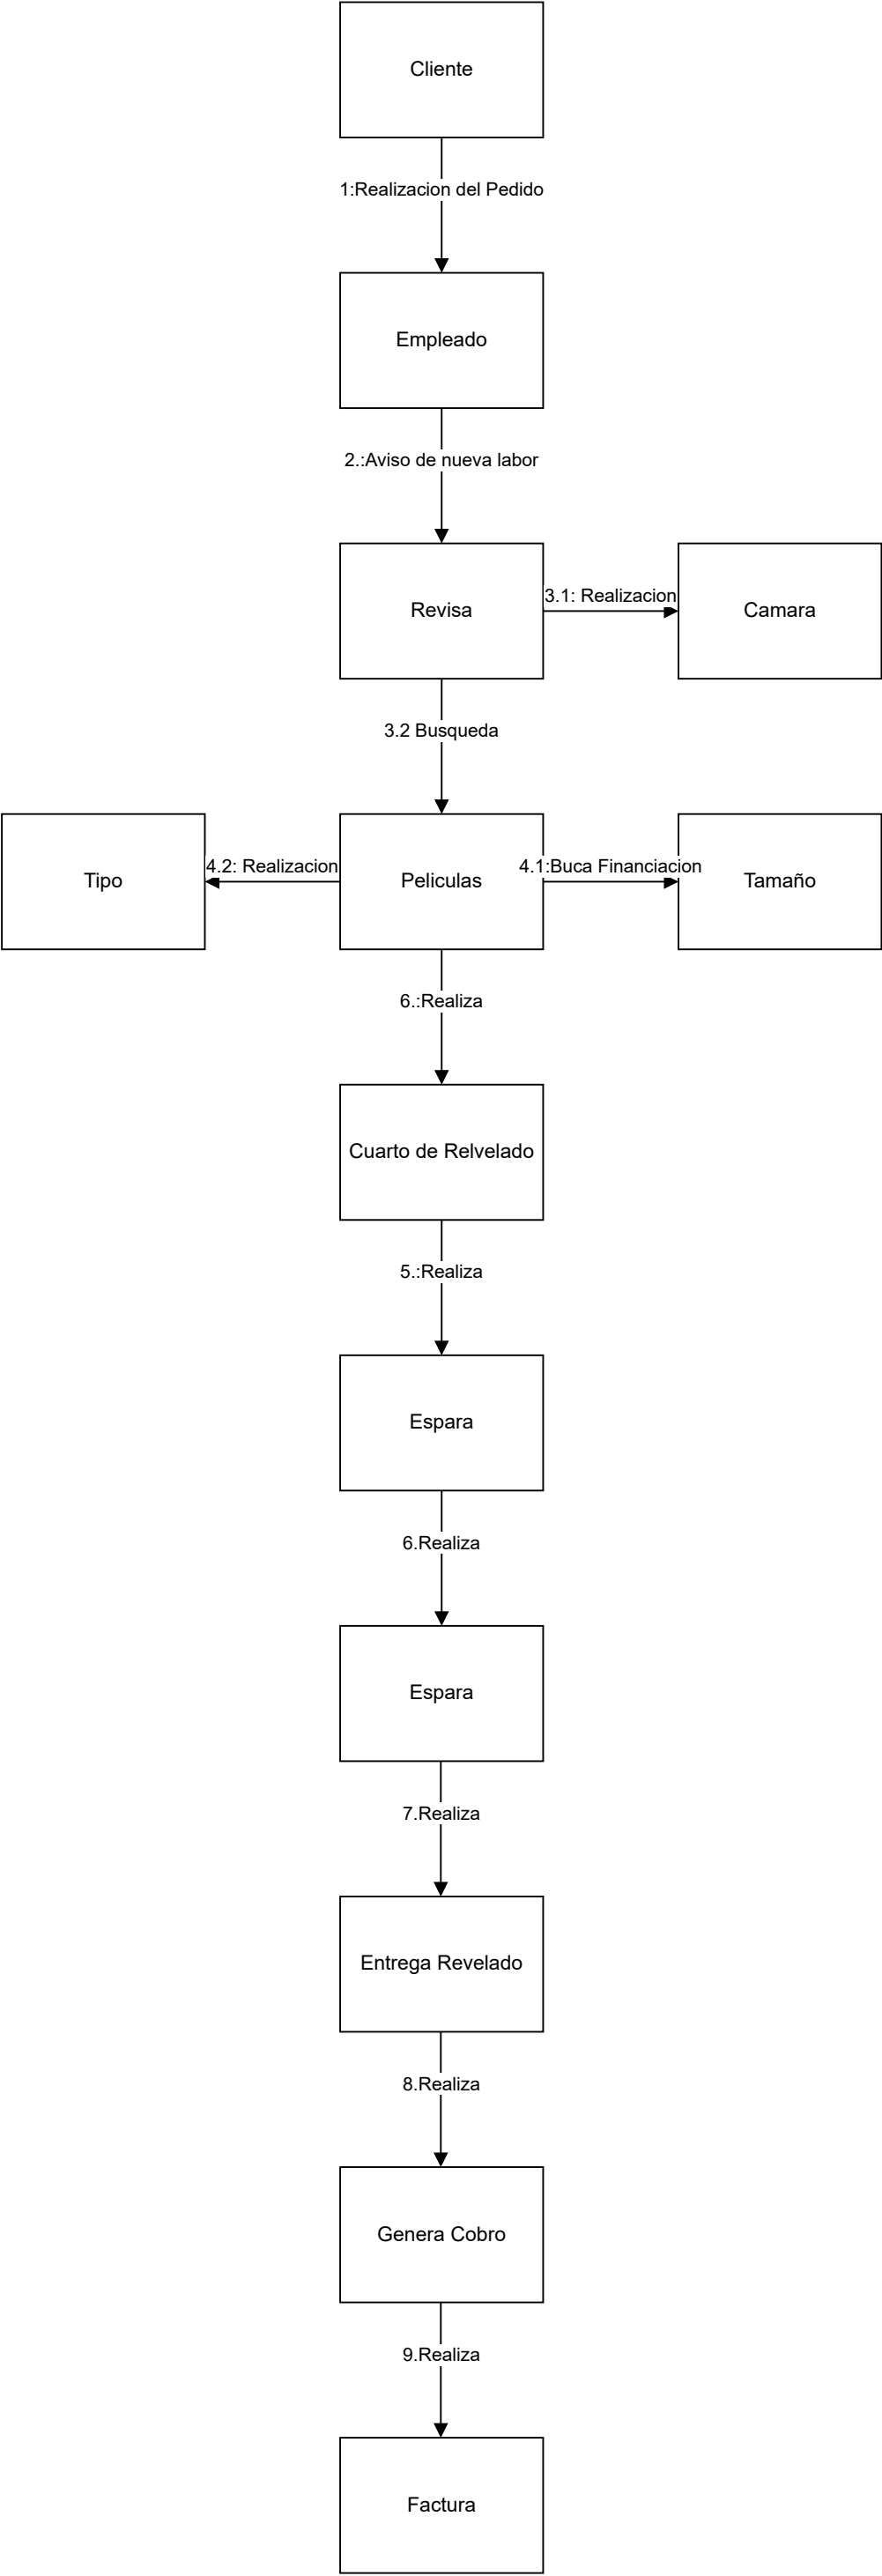 Cliente
1:Realizacion del Pedido
Empleado
2.:Aviso de nueva labor
Revisa
3.1: Realizacion
Camara
3.2 Busqueda
Tipo
4.2: Realizacion
Peliculas
4.1:Buca Financiacion
Tamaño
6.:Realiza
Cuarto de Relvelado
5.:Realiza
Espara
6.Realiza
Espara
7.Realiza
Entrega Revelado
8.Realiza
Genera Cobro
9.Realiza
Factura